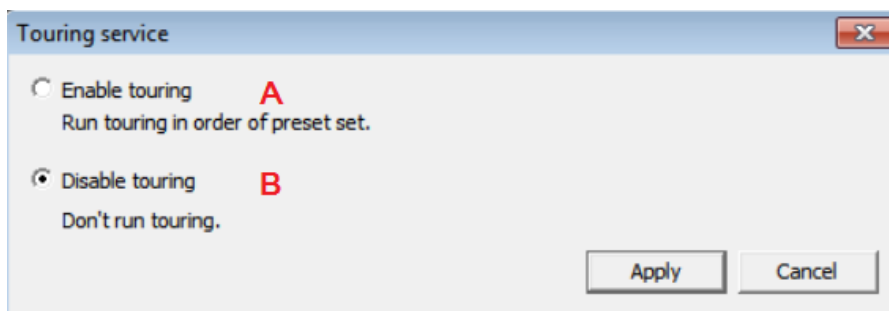 Touring service
Enable touring A
Run touring in order of preset set.
Disable touring B
Don't run touring.
Apply Cancel